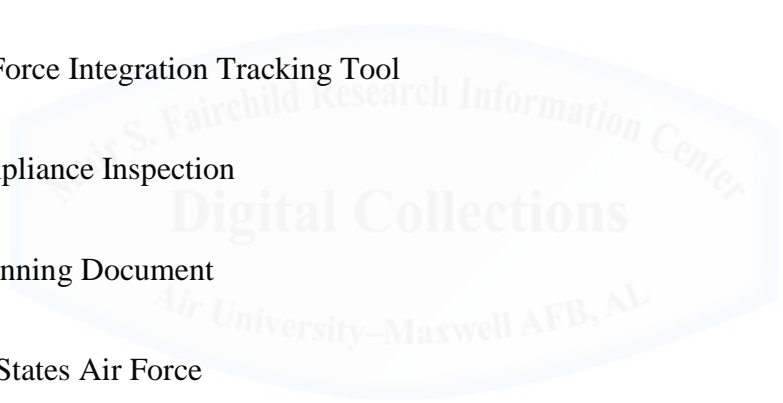 Force Integration Tracking Tool
Muir S. Fairchild Research Information Center
pliance Inspection
Digital Collections
nning Document
Air University–Maxwell AFB, AL
States Air Force